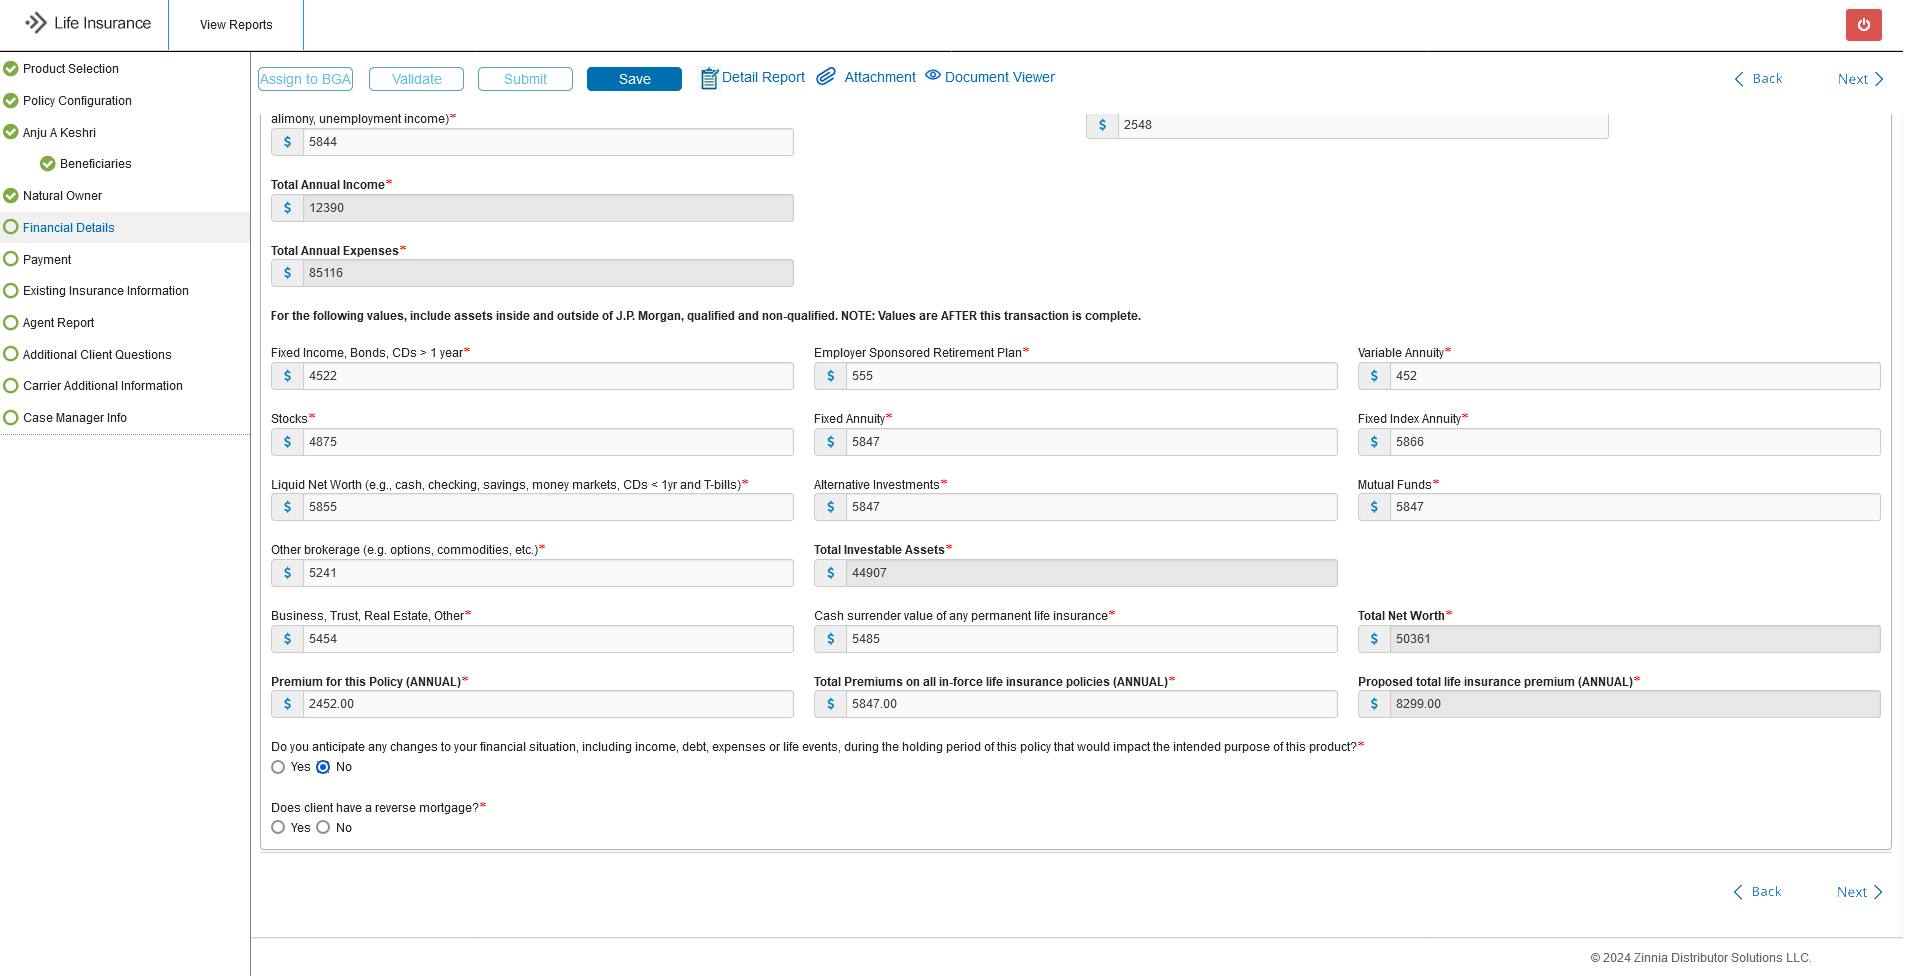 Life Insurance
View Reports
Product Selection
Policy Configuration
Anju A Keshri
Beneficiaries
Natural Owner
Financial Details
Payment
Existing Insurance Information
Agent Report
Additional Client Questions
Carrier Additional Information
Case Manager Info
Assign to BGA Validate Submit Save Detail Report Attachment Document Viewer Back Next
alimony, unemployment income)*
$ 5844 $ 2548
Total Annual Income*
$ 12390
Total Annual Expenses*
$ 85116
For the following values, include assets inside and outside of J.P. Morgan, qualified and non-qualified. NOTE: Values are AFTER this transaction is complete.
Fixed Income, Bonds, CDs > 1 year* Employer Sponsored Retirement Plan* Variable Annuity*
$ 4522 $ 555 $ 452
Stocks* Fixed Annuity* Fixed Index Annuity*
$ 4875 $ 5847 $ 5866
Liquid Net Worth (e.g., cash, checking, savings, money markets, CDs < 1yr and T-bills)* Alternative Investments* Mutual Funds*
$ 5855 $ 5847 $ 5847
Other brokerage (e.g. options, commodities, etc.)* Total Investable Assets*
$ 5241 $ 44907
Business, Trust, Real Estate, Other* Cash surrender value of any permanent life insurance* Total Net Worth*
$ 5454 $ 5485 $ 50361
Premium for this Policy (ANNUAL)* Total Premiums on all in-force life insurance policies (ANNUAL)* Proposed total life insurance premium (ANNUAL)*
$ 2452.00 $ 5847.00 $ 8299.00
Do you anticipate any changes to your financial situation, including income, debt, expenses or life events, during the holding period of this policy that would impact the intended purpose of this product?*
Yes No
Does client have a reverse mortgage?*
Yes No
Back Next
© 2024 Zinnia Distributor Solutions LLC.